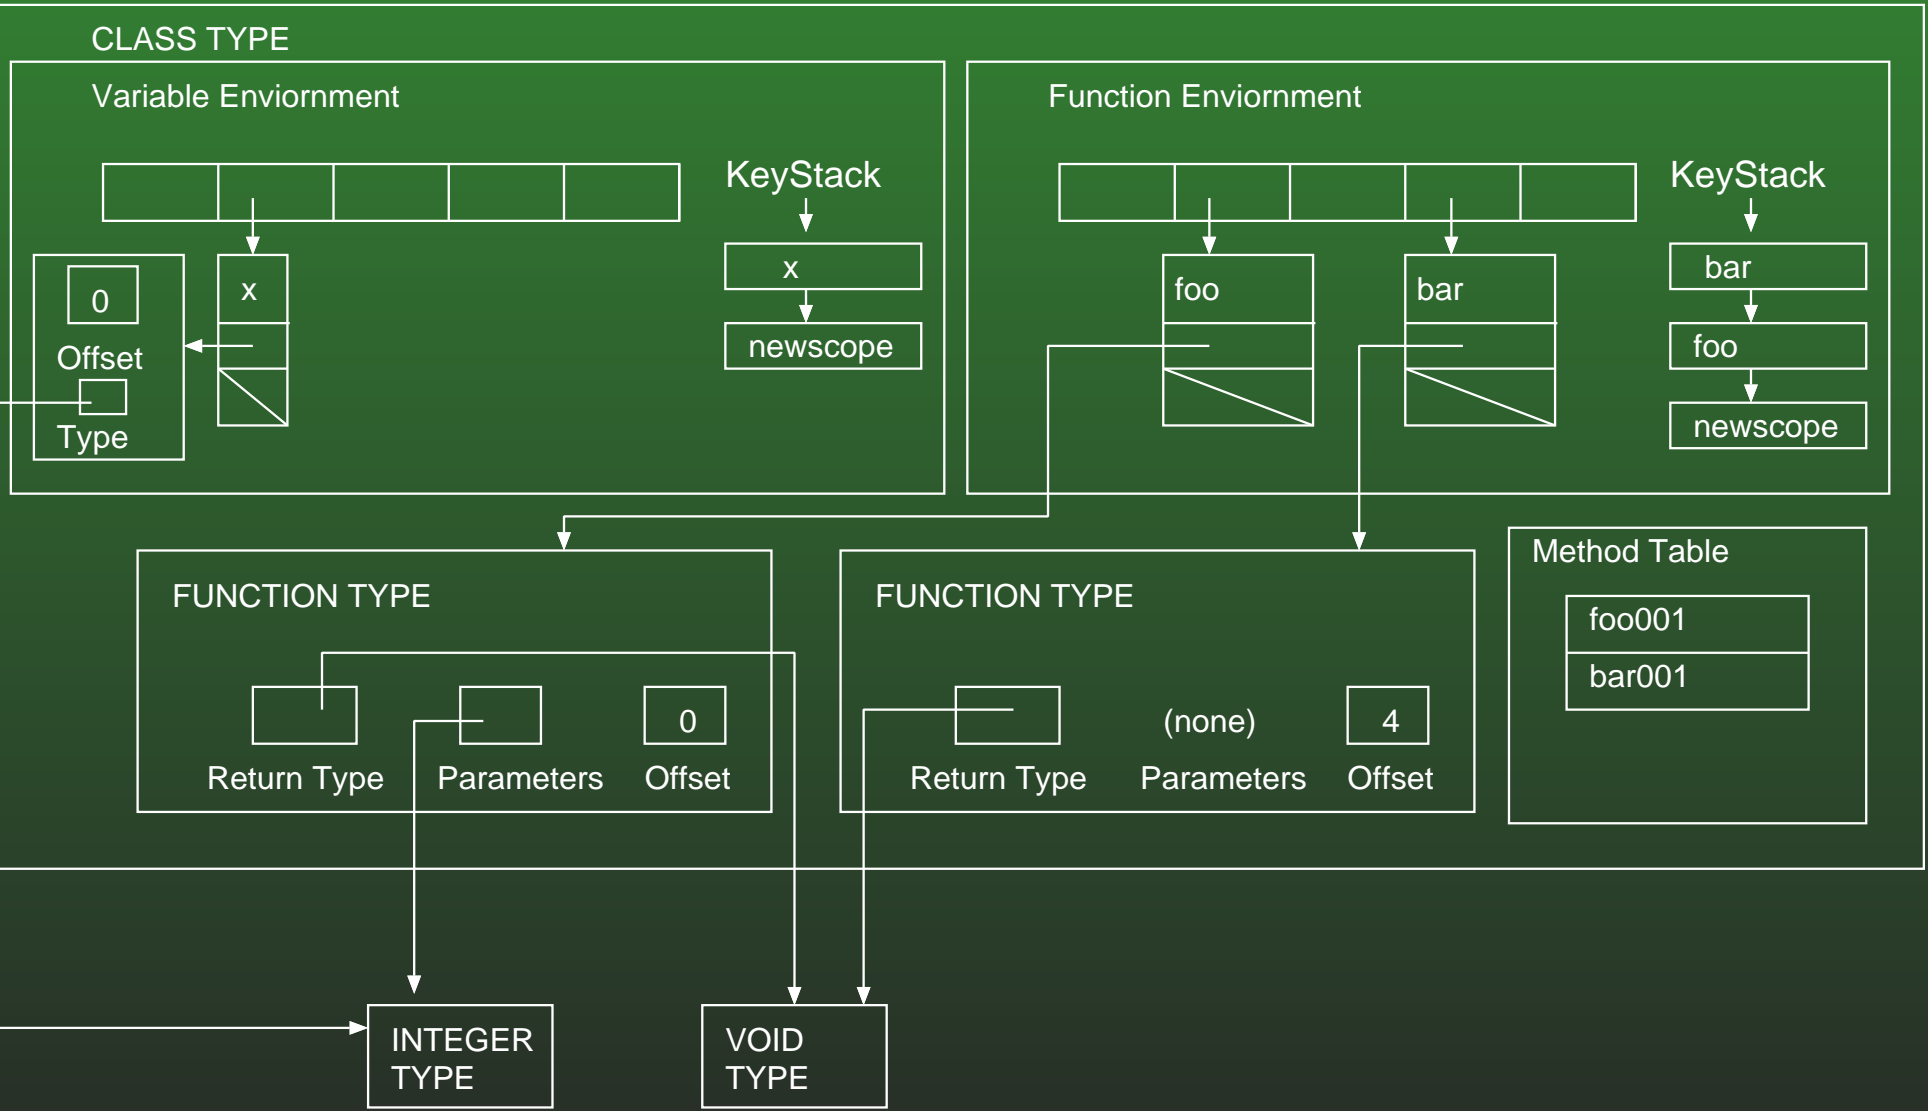 CLASS TYPE
Variable Enviornment
KeyStack
x
newscope
0
Offset
Type
x
Function Enviornment
KeyStack
bar
foo
newscope
foo
bar
FUNCTION TYPE
0
Return Type Parameters Offset
FUNCTION TYPE
(none) 4
Return Type Parameters Offset
Method Table
foo001
bar001
INTEGER
TYPE
VOID
TYPE